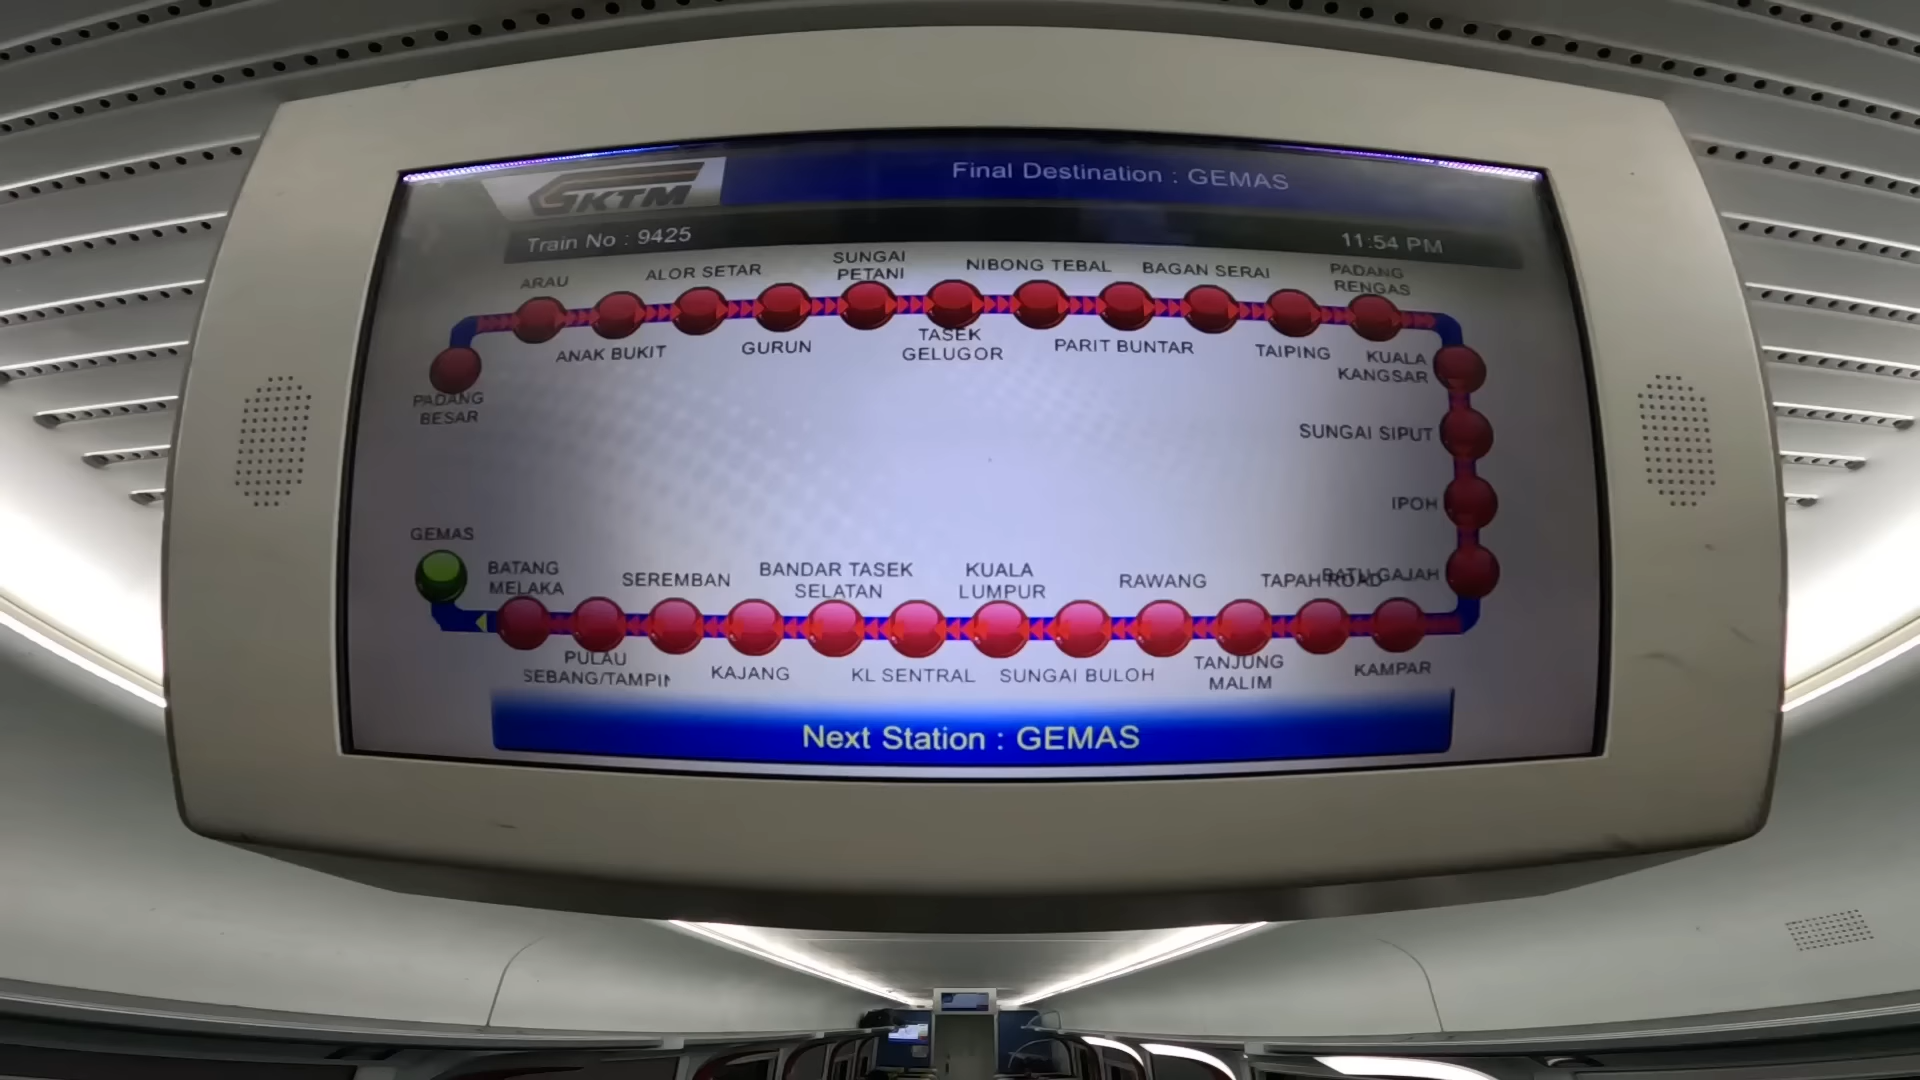 KTM
Final Destination : GEMAS
Train No : 9425
11:54 PM
ARAU
ALOR SETAR
SUNGAI
PETANI
NIBONG TEBAL
BAGAN SERAI
PADANG
RENGAS
ANAK BUKIT
GURUN
TASEK
GELUGOR
PARIT BUNTAR
TAIPING
KUALA
KANGSAR
PADANG
BESAR
SUNGAI SIPUT
IPOH
BATU GAJAH
GEMAS
BATANG
MELAKA
SEREMBAN
BANDAR TASEK
SELATAN
KUALA
LUMPUR
RAWANG
TAPAH ROAD
PULAU
SEBANG/TAMPIN
KAJANG
KL SENTRAL
SUNGAI BULOH
TANJUNG
MALIM
KAMPAR
Next Station : GEMAS